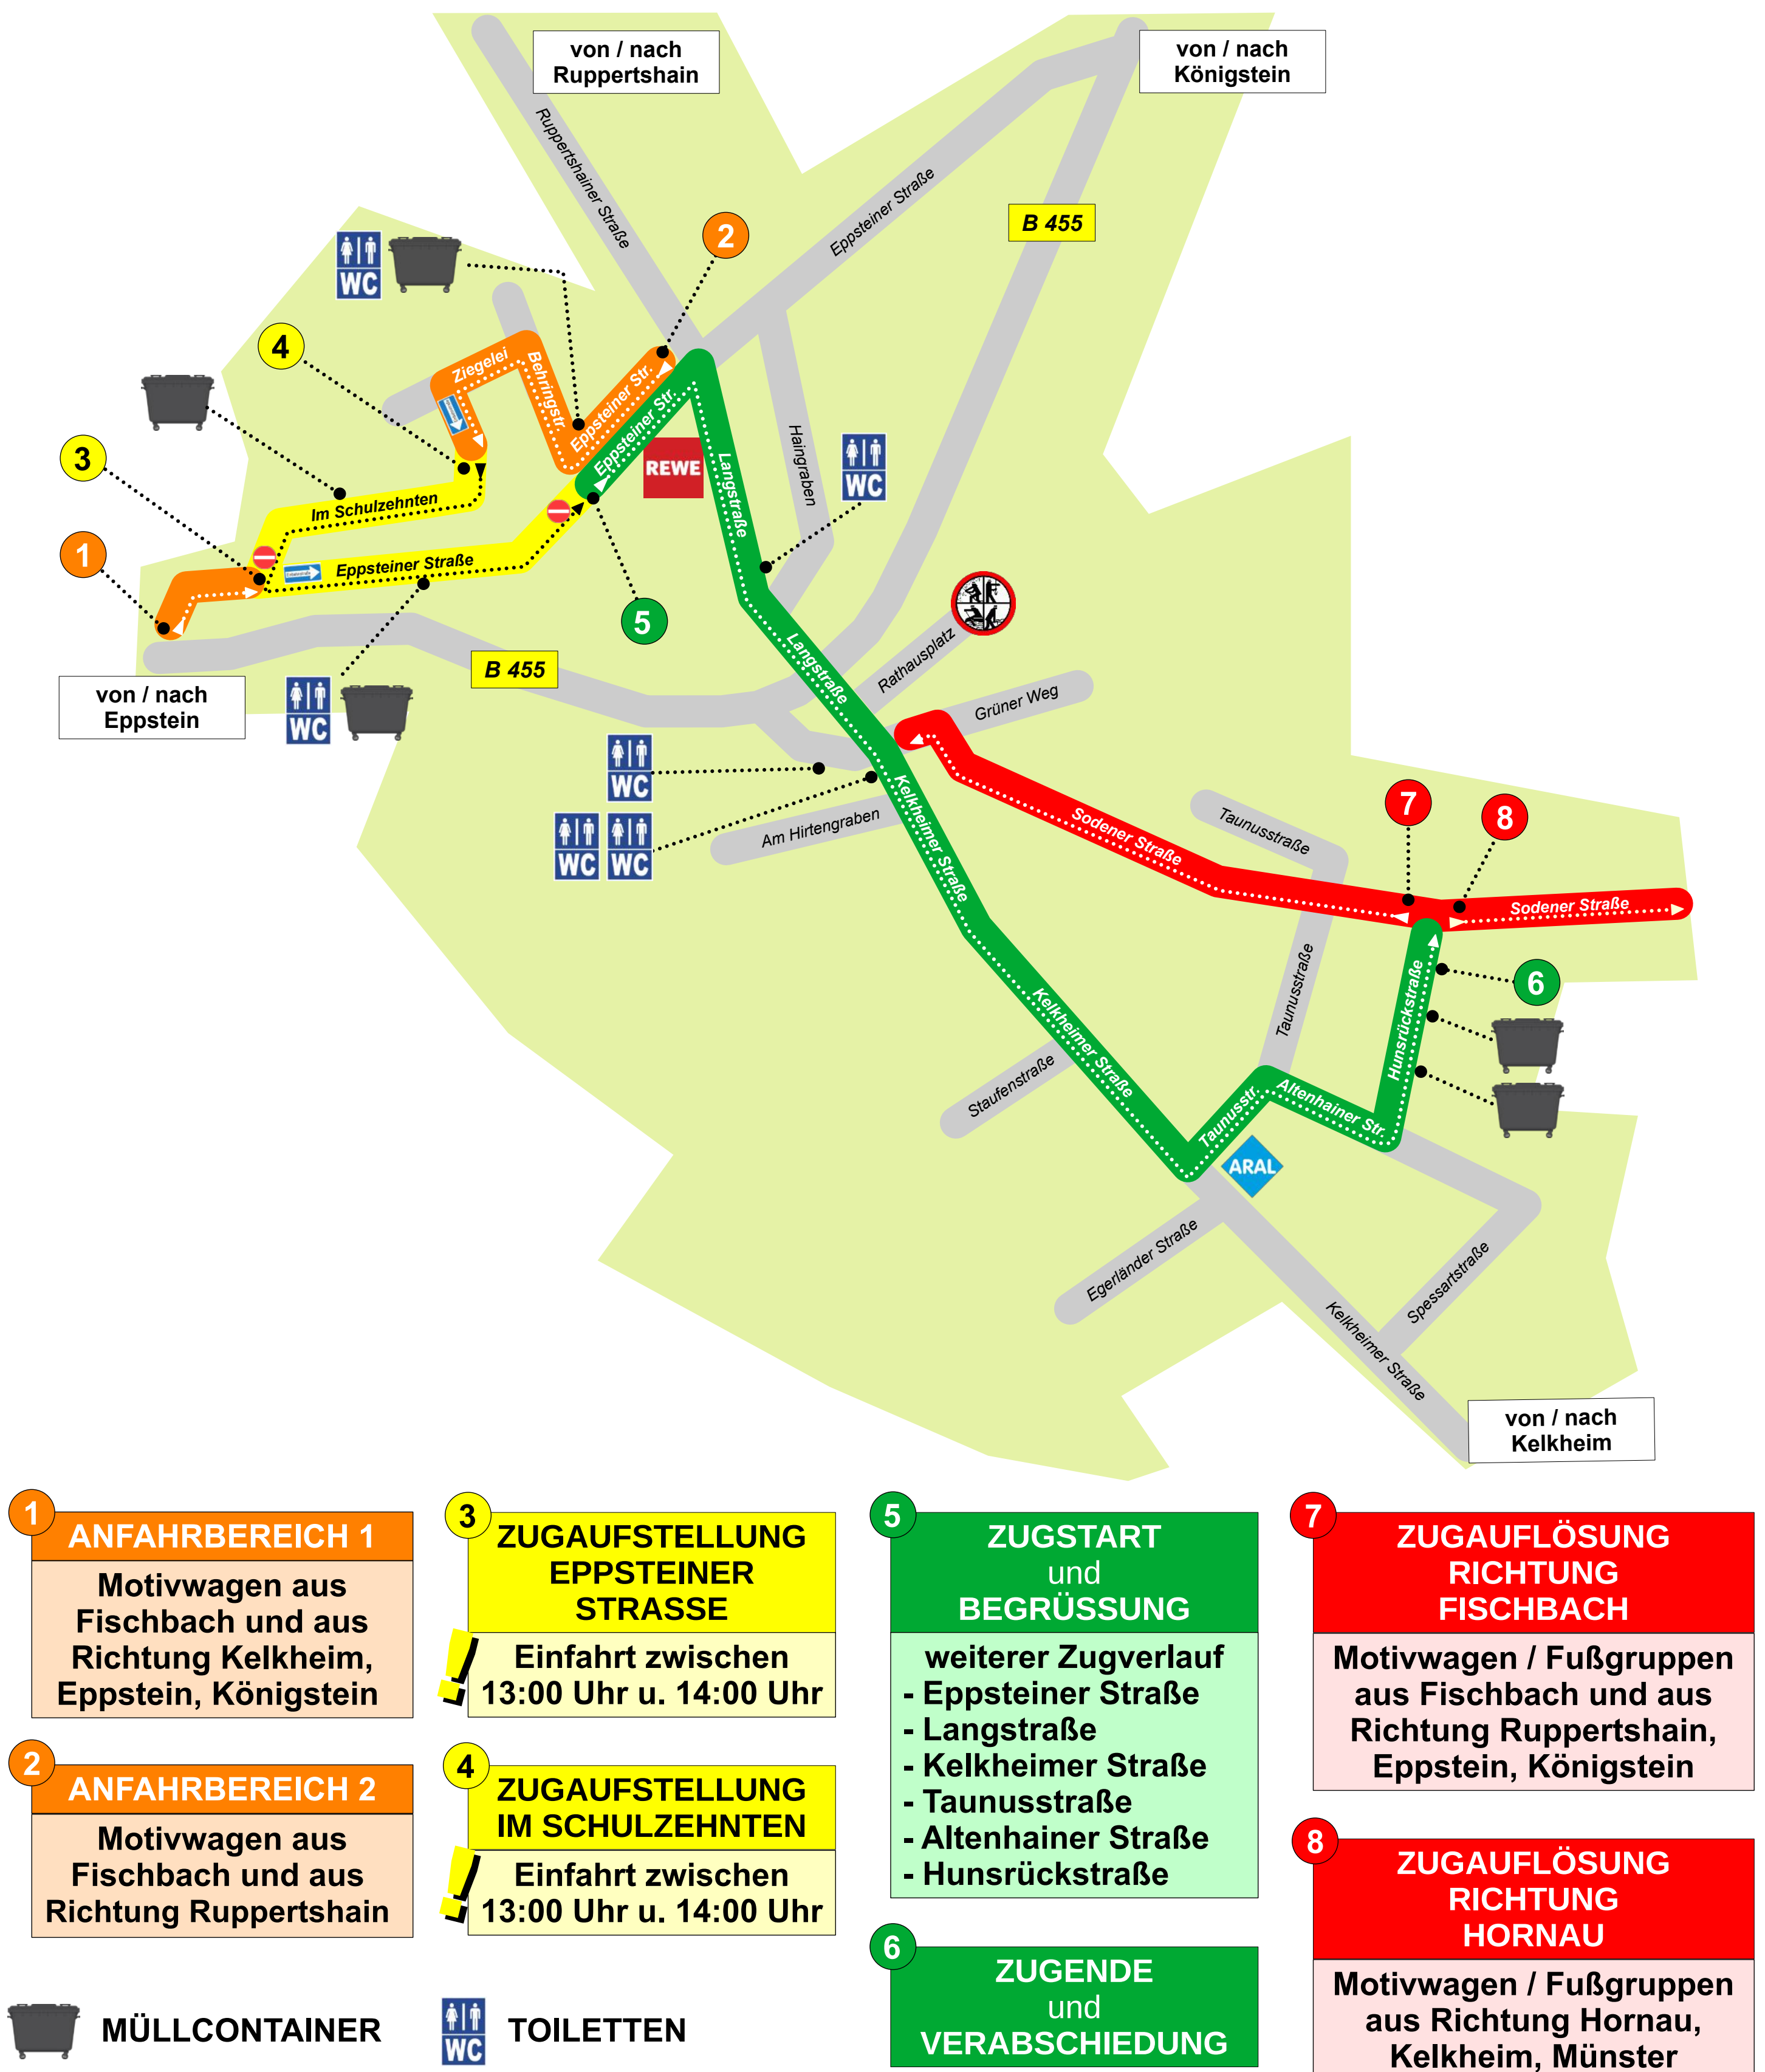 von / nach
Ruppertshain
von / nach
Königstein
Ruppertshainer Straße
Eppsteiner Straße
B 455
2
WC
4
Ziegelei
Behringstr.
Eppsteiner Str.
Eppsteiner Str.
REWE
Langstraße
Haingraben
WC
3
Im Schulzehnten
1
Eppsteiner Straße
5
B 455
von / nach
Eppstein
WC
Langstraße
Rathausplatz
Grüner Weg
WC
WC
WC
Am Hirtengraben
Kelkheimer Straße
Sodener Straße
Taunusstraße
7
8
Sodener Straße
6
Hunsrückstraße
Taunusstraße
Kelkheimer Straße
Staufenstraße
Taunusstr.
Altenhainer Str.
ARAL
Egerländer Straße
Spessartstraße
Kelkheimer Straße
von / nach
Kelkheim
1
ANFAHRBEREICH 1
Motivwagen aus
Fischbach und aus
Richtung Kelkheim,
Eppstein, Königstein
2
ANFAHRBEREICH 2
Motivwagen aus
Fischbach und aus
Richtung Ruppertshain
MÜLLCONTAINER
3
ZUGAUFSTELLUNG
EPPSTEINER
STRASSE
Einfahrt zwischen
13:00 Uhr u. 14:00 Uhr
4
ZUGAUFSTELLUNG
IM SCHULZEHNTEN
Einfahrt zwischen
13:00 Uhr u. 14:00 Uhr
WC
TOILETTEN
5
ZUGSTART
und
BEGRÜSSUNG
weiterer Zugverlauf
- Eppsteiner Straße
- Langstraße
- Kelkheimer Straße
- Taunusstraße
- Altenhainer Straße
- Hunsrückstraße
6
ZUGENDE
und
VERABSCHIEDUNG
7
ZUGAUFLÖSUNG
RICHTUNG
FISCHBACH
Motivwagen / Fußgruppen
aus Fischbach und aus
Richtung Ruppertshain,
Eppstein, Königstein
8
ZUGAUFLÖSUNG
RICHTUNG
HORNAU
Motivwagen / Fußgruppen
aus Richtung Hornau,
Kelkheim, Münster